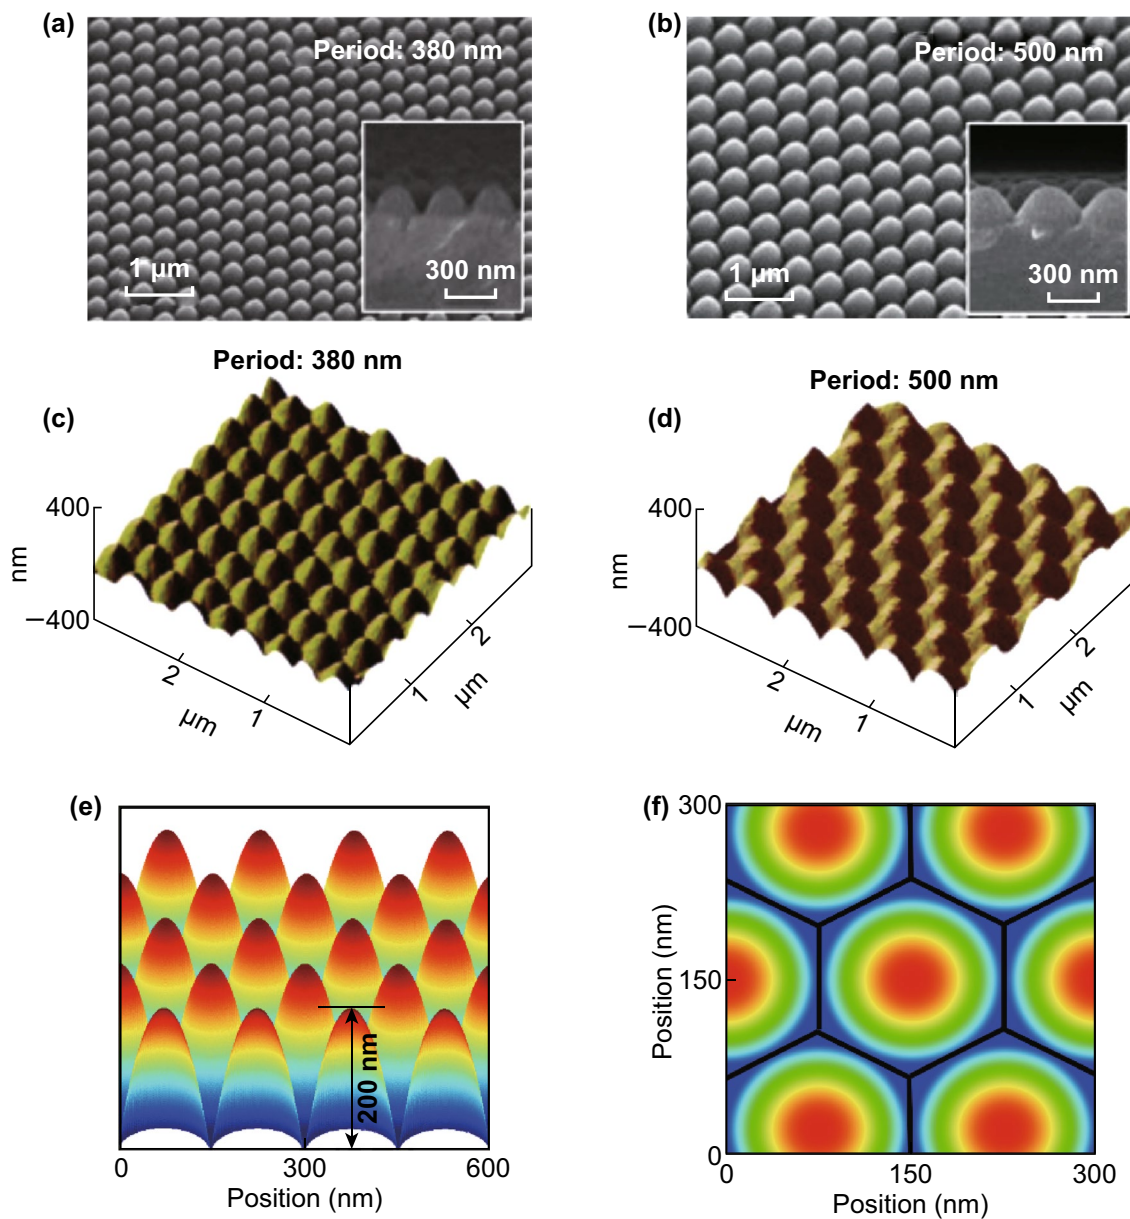 (a)
Period: 380 nm
1 µm
300 nm
(b)
Period: 500 nm
1 µm
300 nm
Period: 380 nm
(c)
400
nm
−400
2
µm
1
1
µm
2
Period: 500 nm
(d)
400
nm
−400
2
µm
1
1
µm
2
(e)
200 nm
0
300
600
Position (nm)
(f)
300
150
0
Position (nm)
0
150
300
Position (nm)